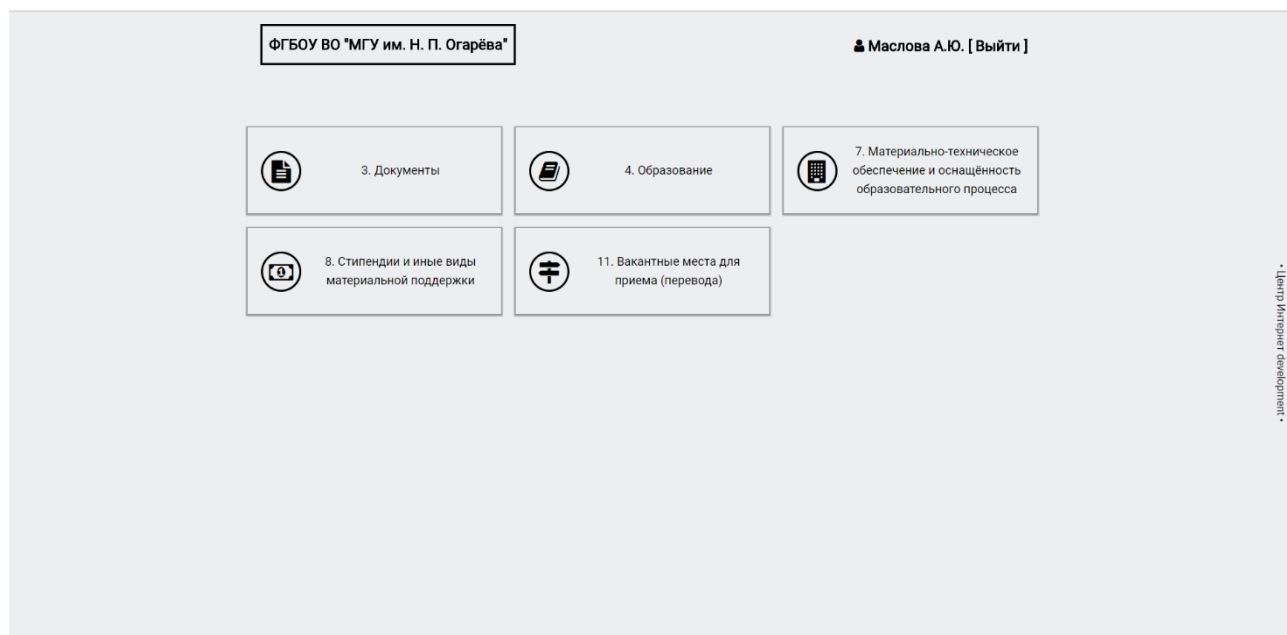 ФГБОУ ВО "МГУ им. Н. П. Огарёва"
Маслова А.Ю. [ Выйти ]
3. Документы
4. Образование
7. Материально-техническое
обеспечение и оснащённость
образовательного процесса
8. Стипендии и иные виды
материальной поддержки
11. Вакантные места для
приема (перевода)
• Центр Интернет development •